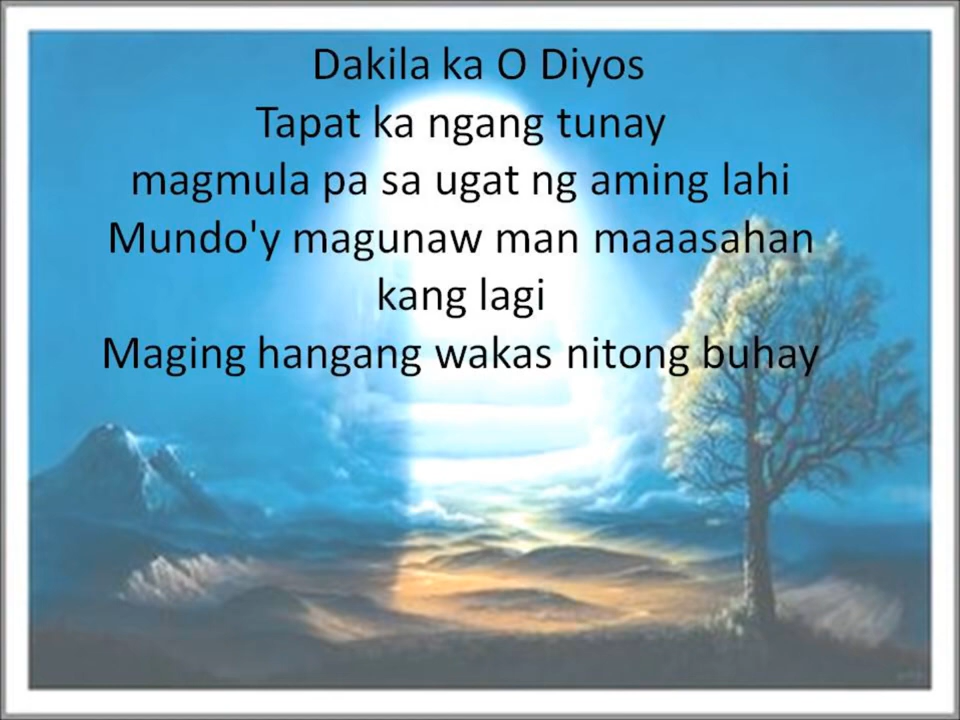 Dakila ka O Diyos
Tapat ka ngang tunay
magmula pa sa ugat ng aming lahi
Mundo'y magunaw man maaasahan
kang lagi
Maging hangang wakas nitong buhay